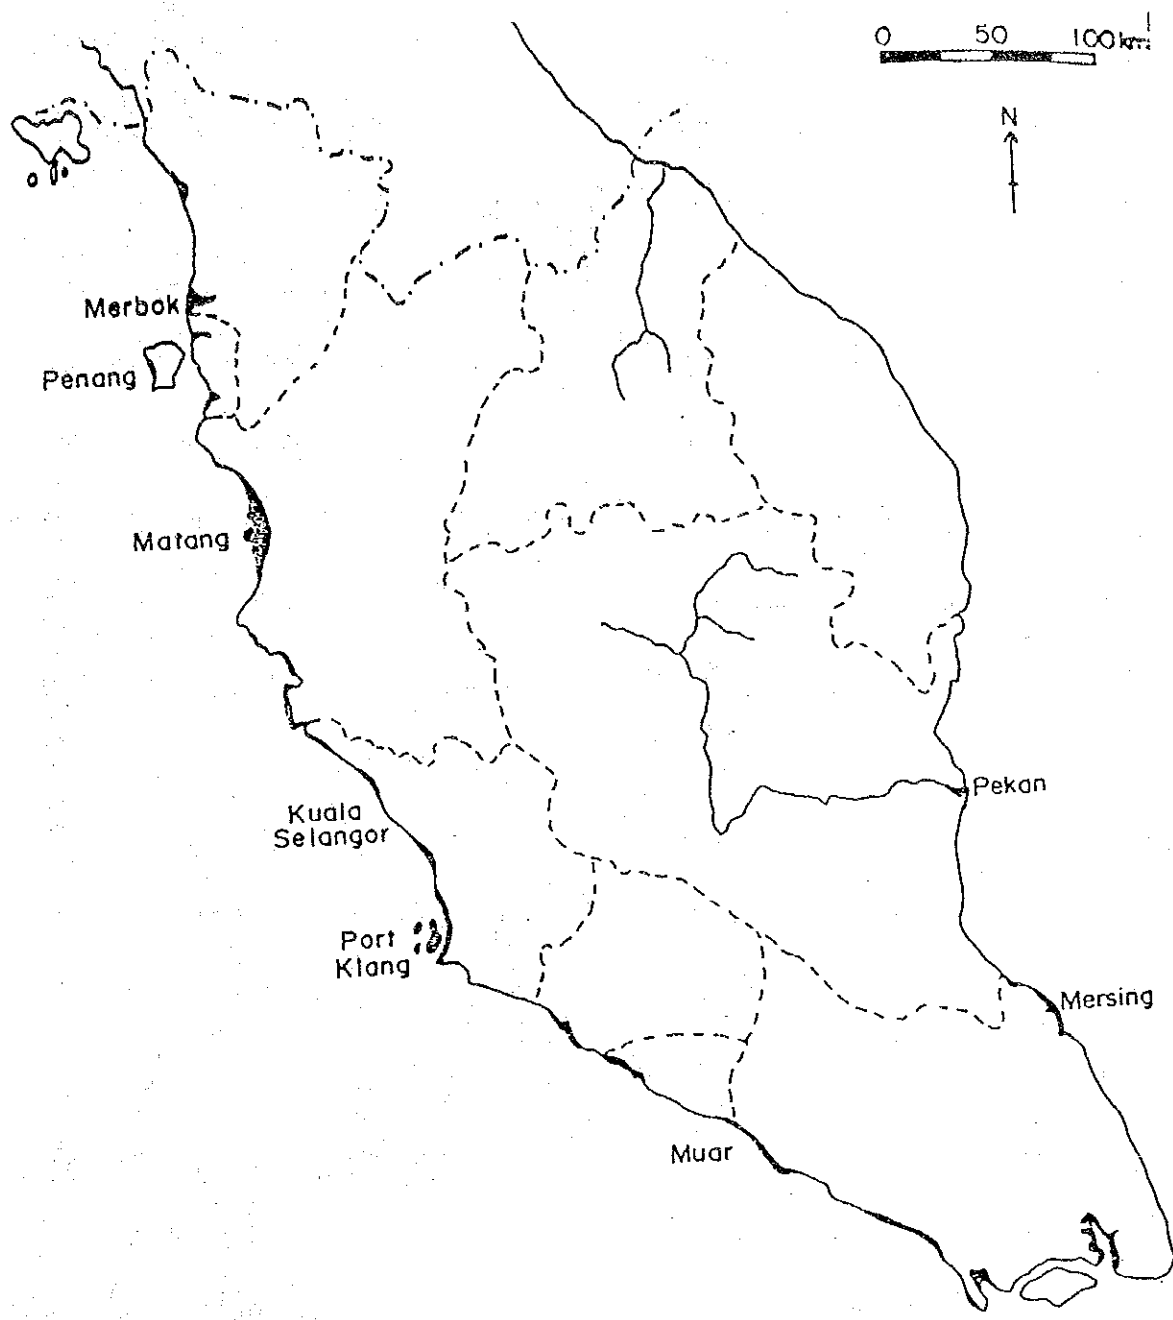 0 50 100km
N
Merbok
Penang
Matang
Kuala
Selangor
Pekan
Port
Klang
Mersing
Muar